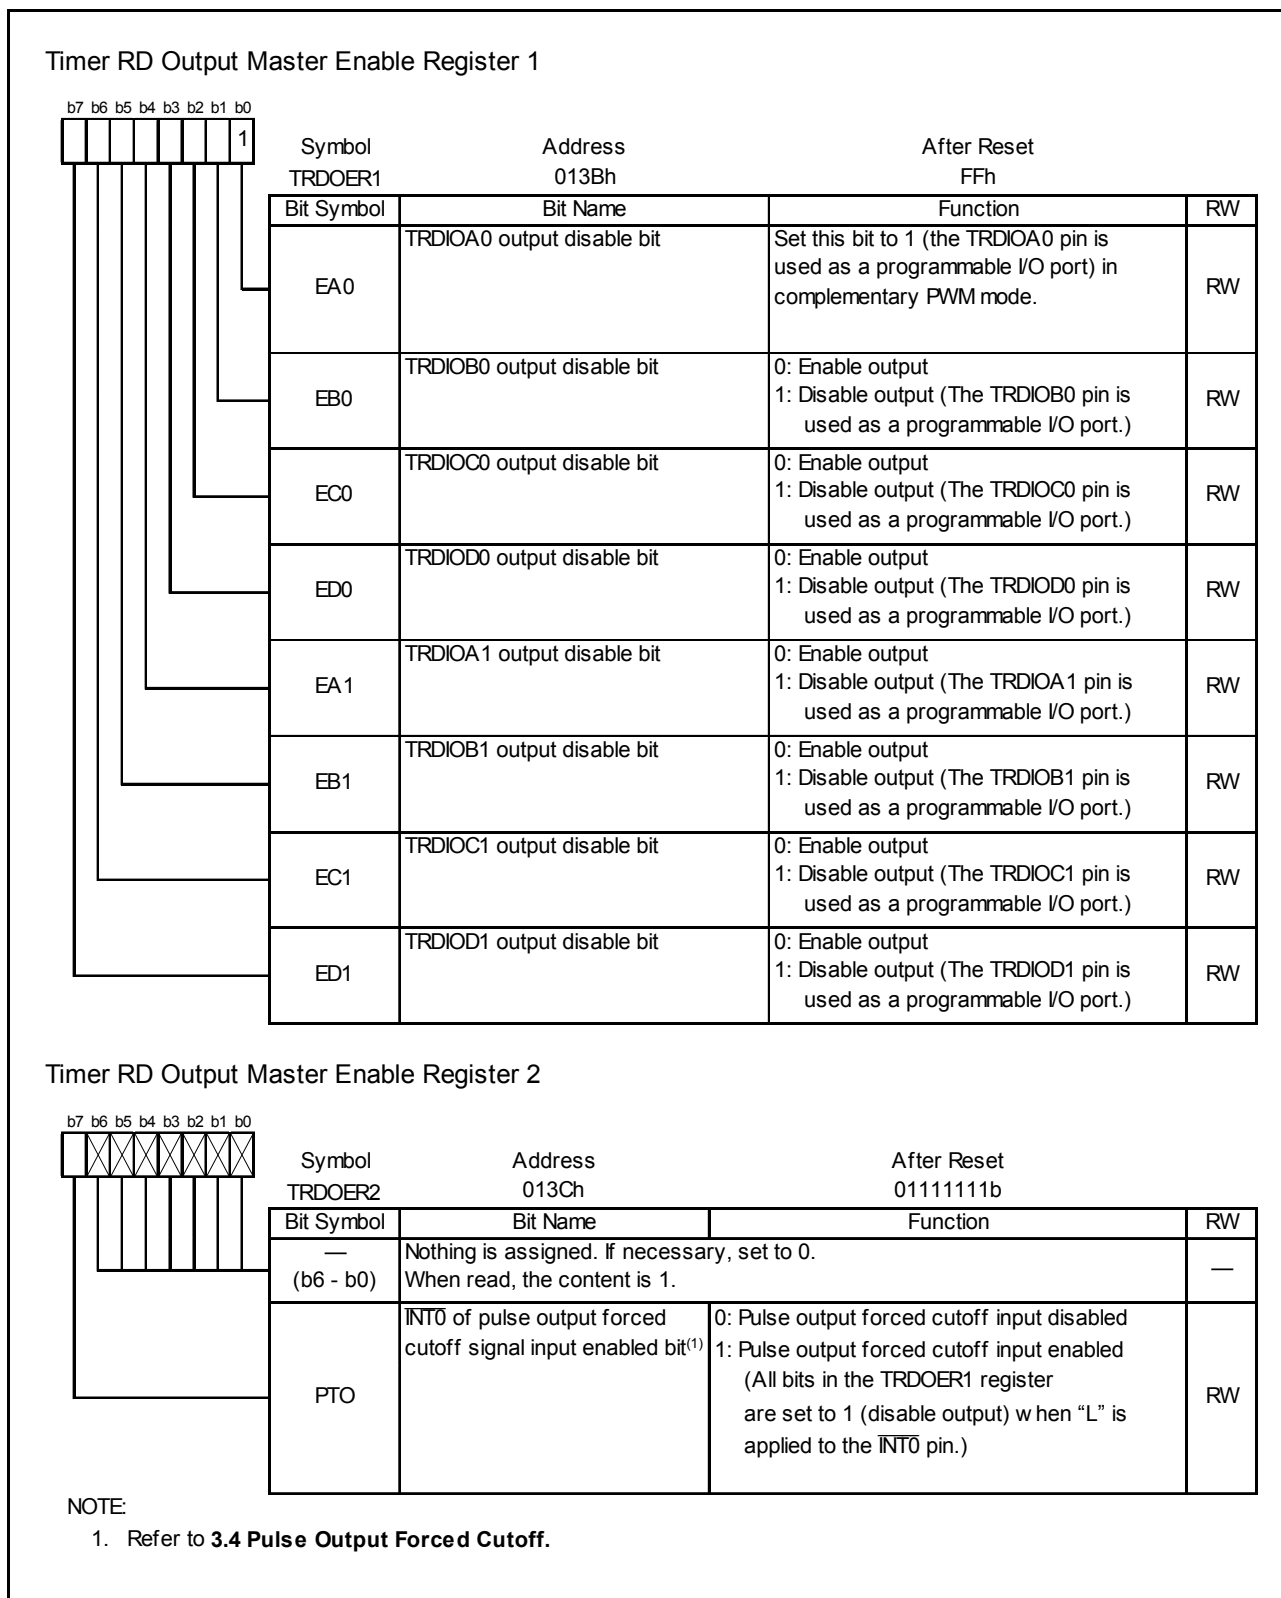 Timer RD Output Master Enable Register 1
b7 b6 b5 b4 b3 b2 b1 b0
1
Symbol Address After Reset
TRDOER1 013Bh FFh
Bit Symbol Bit Name Function RW
EA0 TRDIOA0 output disable bit Set this bit to 1 (the TRDIOA0 pin is
used as a programmable I/O port) in
complementary PWM mode. RW
EB0 TRDIOB0 output disable bit 0: Enable output
1: Disable output (The TRDIOB0 pin is
used as a programmable I/O port.) RW
EC0 TRDIOC0 output disable bit 0: Enable output
1: Disable output (The TRDIOC0 pin is
used as a programmable I/O port.) RW
ED0 TRDIOD0 output disable bit 0: Enable output
1: Disable output (The TRDIOD0 pin is
used as a programmable I/O port.) RW
EA1 TRDIOA1 output disable bit 0: Enable output
1: Disable output (The TRDIOA1 pin is
used as a programmable I/O port.) RW
EB1 TRDIOB1 output disable bit 0: Enable output
1: Disable output (The TRDIOB1 pin is
used as a programmable I/O port.) RW
EC1 TRDIOC1 output disable bit 0: Enable output
1: Disable output (The TRDIOC1 pin is
used as a programmable I/O port.) RW
ED1 TRDIOD1 output disable bit 0: Enable output
1: Disable output (The TRDIOD1 pin is
used as a programmable I/O port.) RW
Timer RD Output Master Enable Register 2
b7 b6 b5 b4 b3 b2 b1 b0
Symbol Address After Reset
TRDOER2 013Ch 01111111b
Bit Symbol Bit Name Function RW
— Nothing is assigned. If necessary, set to 0.
(b6 - b0) When read, the content is 1. —
PTO INT0 of pulse output forced
cutoff signal input enabled bit(1) 0: Pulse output forced cutoff input disabled
1: Pulse output forced cutoff input enabled
(All bits in the TRDOER1 register
are set to 1 (disable output) when “L” is
applied to the INT0 pin.) RW
NOTE:
1. Refer to 3.4 Pulse Output Forced Cutoff.